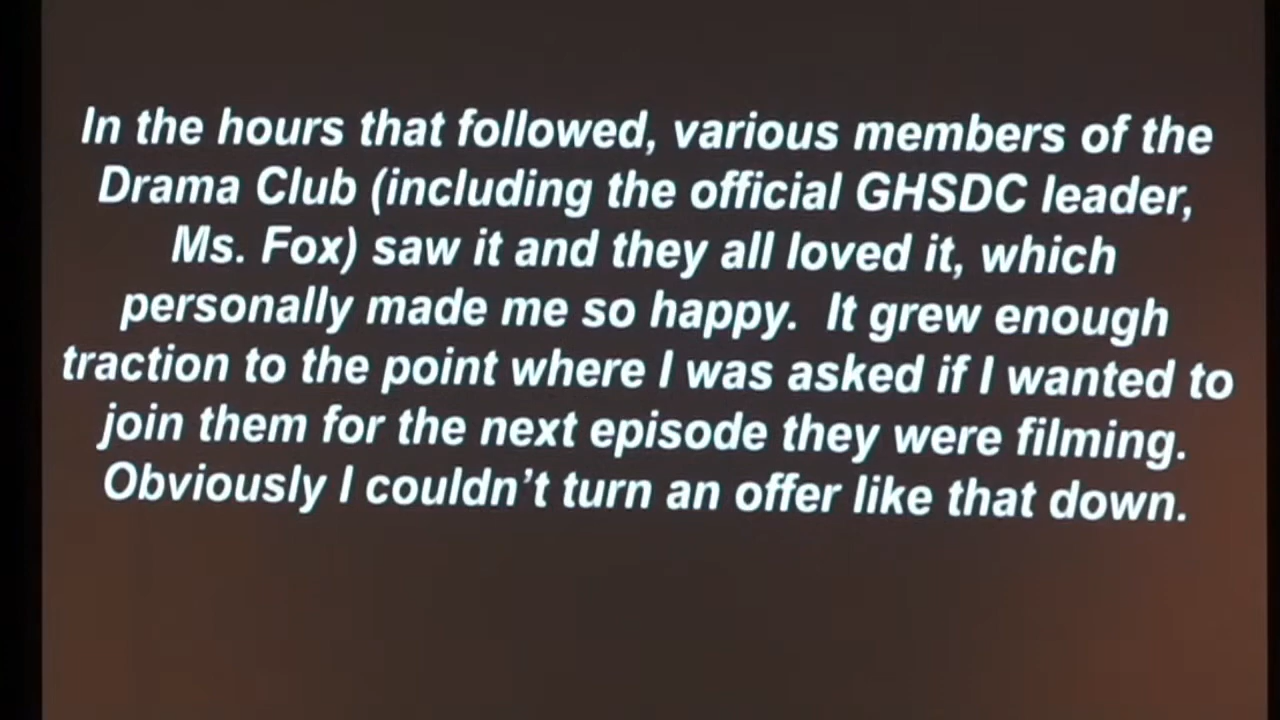 In the hours that followed, various members of the
Drama Club (including the official GHSDC leader,
Ms. Fox) saw it and they all loved it, which
personally made me so happy.  It grew enough
traction to the point where I was asked if I wanted to
join them for the next episode they were filming.
Obviously I couldn't turn an offer like that down.